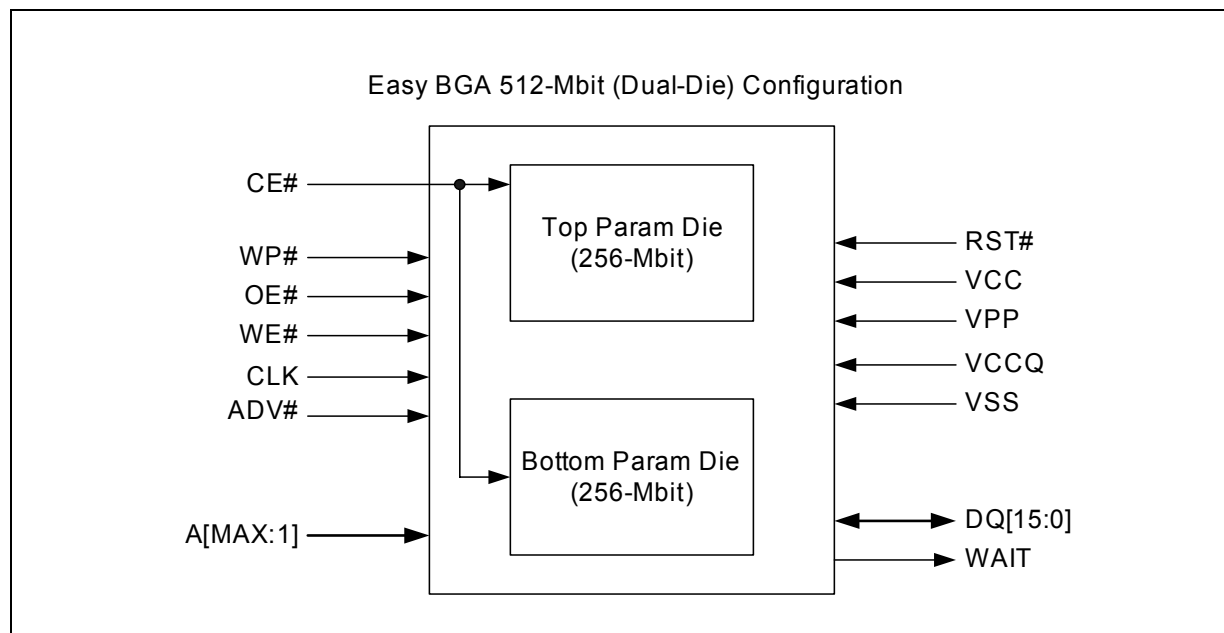 Easy BGA 512-Mbit (Dual-Die) Configuration
CE#
WP#
OE#
WE#
CLK
ADV#
A[MAX:1]
Top Param Die
(256-Mbit)
Bottom Param Die
(256-Mbit)
RST#
VCC
VPP
VCCQ
VSS
DQ[15:0]
WAIT